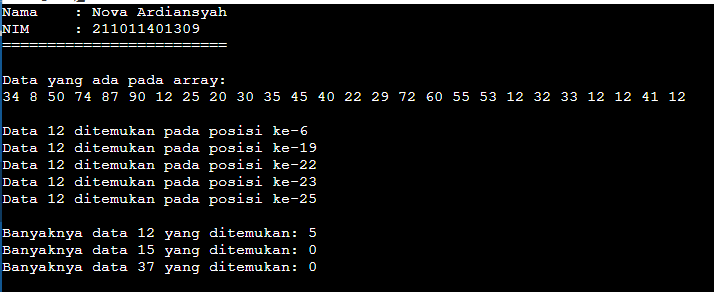 Nama    : Nova Ardiansyah
NIM     : 211011401309
=========================
Data yang ada pada array:
34 8 50 74 87 90 12 25 20 30 35 45 40 22 29 72 60 55 53 12 32 33 12 12 41 12
Data 12 ditemukan pada posisi ke-6
Data 12 ditemukan pada posisi ke-19
Data 12 ditemukan pada posisi ke-22
Data 12 ditemukan pada posisi ke-23
Data 12 ditemukan pada posisi ke-25
Banyaknya data 12 yang ditemukan: 5
Banyaknya data 15 yang ditemukan: 0
Banyaknya data 37 yang ditemukan: 0